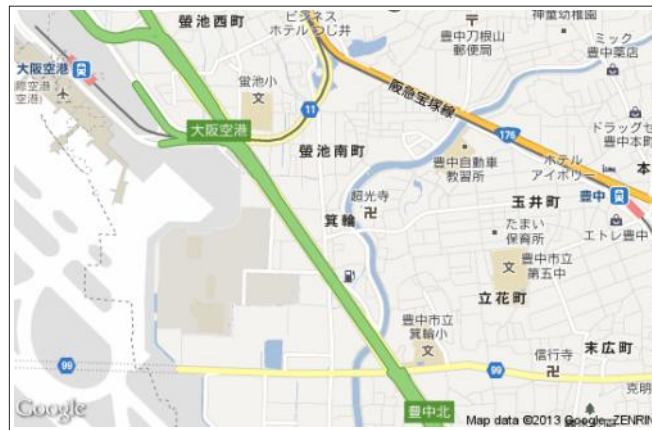 螢池西町
ビジネス
ホテル つじ井
豊中刀根山
郵便局
神童幼稚園
ミック
豊中薬店
大阪空港
際空港
空港)
蛍池小
文
11
阪急宝塚線
大阪空港
176
ドラッグセ
豊中本町
螢池南町
豊中自動車
教習所
ホテル
アイボリー
本
豊中
超光寺
玉井町
箕輪
たまい
保育所
エトレ豊中
豊中市立
第五中
文
立花町
豊中市立
箕輪小
文
99
99
信行寺
末広町
克明
豊中北
Google
Map data ©2013 Google, ZENRIN